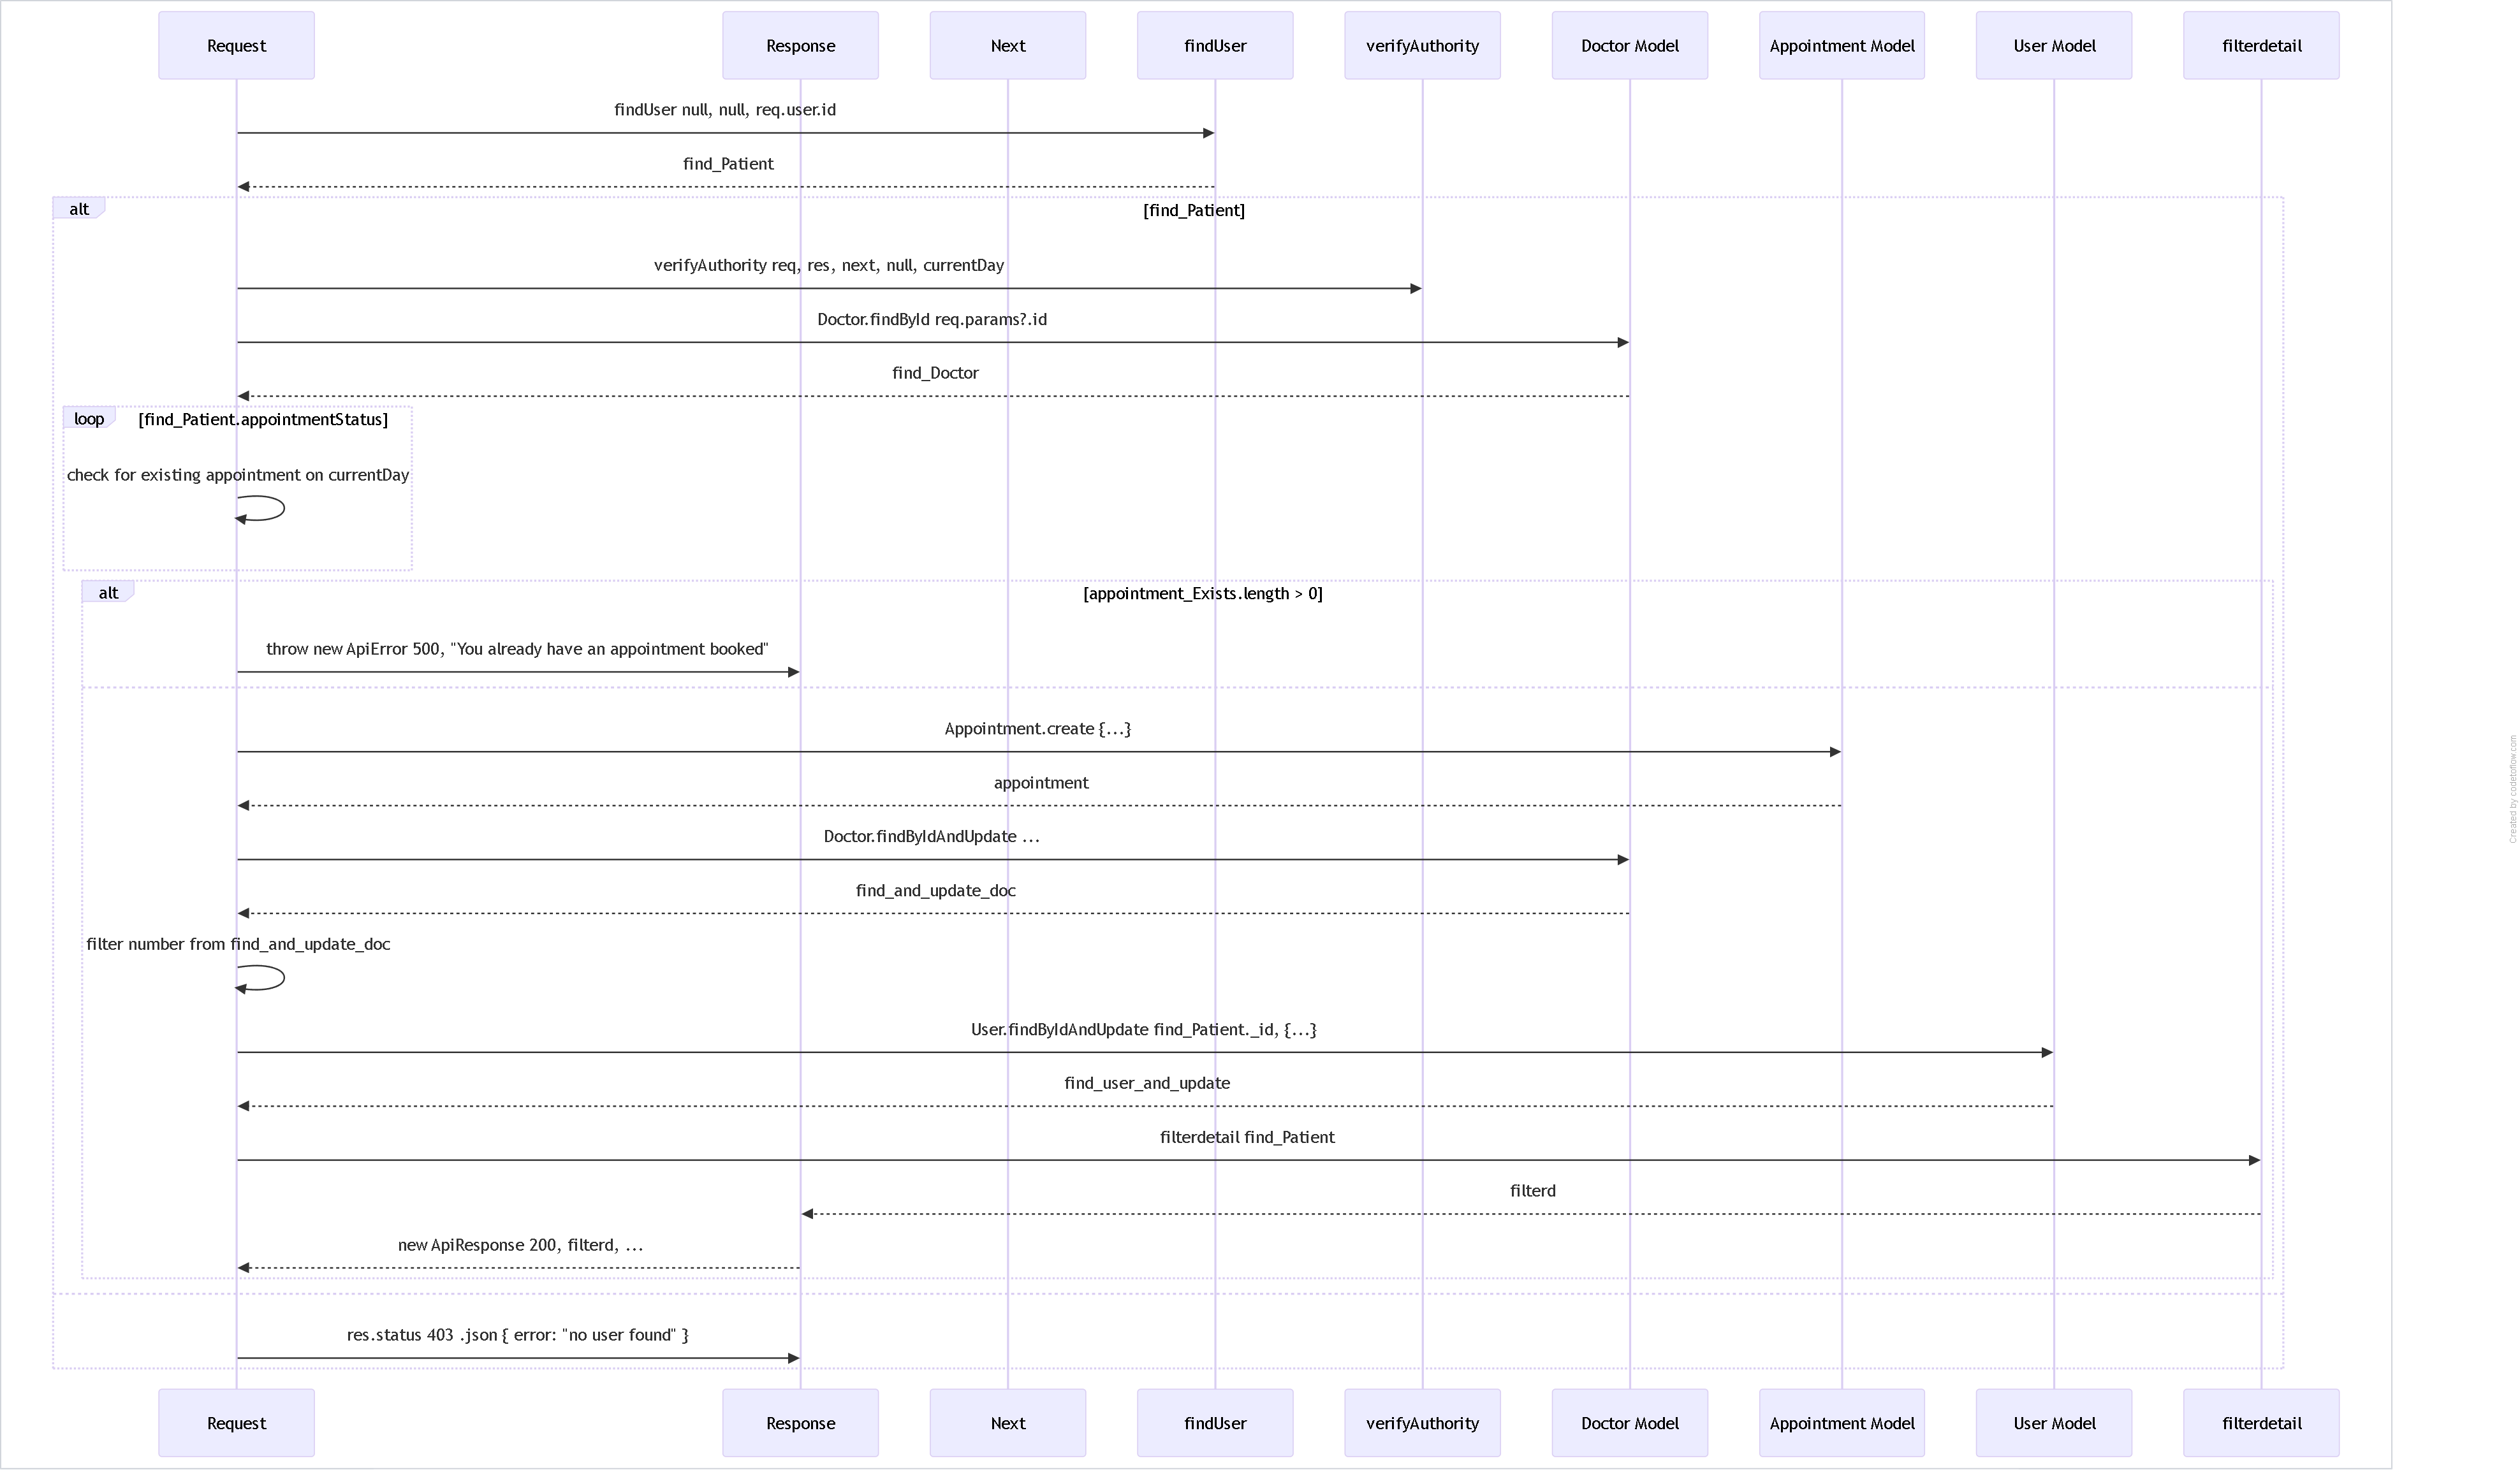 Request
Response
Next
findUser
verifyAuthority
Doctor Model
Appointment Model
User Model
filterdetail
findUser null, null, req.user.id
find_Patient
alt
[find_Patient]
verifyAuthority req, res, next, null, currentDay
Doctor.findById req.params?.id
find_Doctor
loop
[find_Patient.appointmentStatus]
check for existing appointment on currentDay
alt
[appointment_Exists.length > 0]
throw new ApiError 500, "You already have an appointment booked"
Appointment.create {...}
appointment
Doctor.findByIdAndUpdate ...
find_and_update_doc
filter number from find_and_update_doc
User.findByIdAndUpdate find_Patient._id, {...}
find_user_and_update
filterdetail find_Patient
filterd
new ApiResponse 200, filterd, ...
res.status 403 .json { error: "no user found" }
Request
Response
Next
findUser
verifyAuthority
Doctor Model
Appointment Model
User Model
filterdetail
Created by codetoflow.com